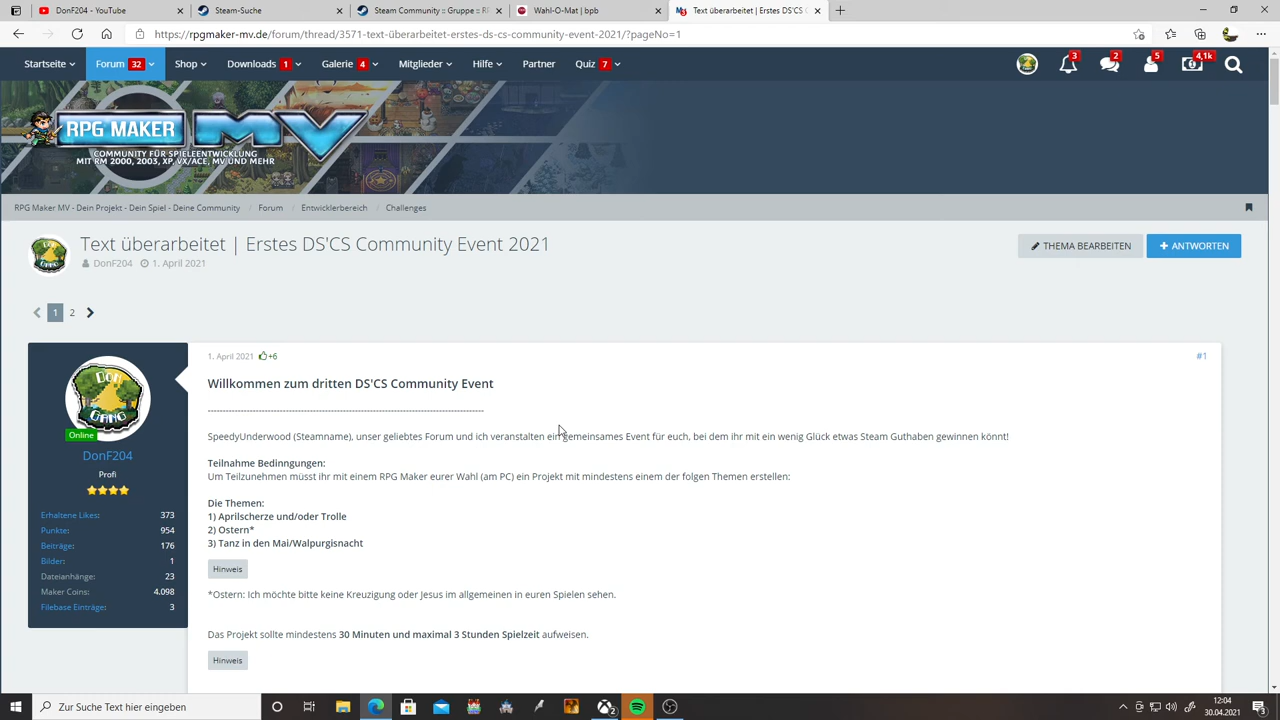 YouTube
Steam
Steam :: Gruppe :: R
Wahl-O-Mat | bpb
Text überarbeitet | Erstes DS'CS C
https://rpgmaker-mv.de/forum/thread/3571-text-überarbeitet-erstes-ds-cs-community-event-2021/?pageNo=1
Startseite
Forum 32
Shop
Downloads 1
Galerie 4
Mitglieder
Hilfe
Partner
Quiz 7
3
2
5
4,1k
RPG MAKER MV
COMMUNITY FÜR SPIELEENTWICKLUNG
MIT RM 2000, 2003, XP, VX/ACE, MV UND MEHR
RPG Maker MV - Dein Projekt - Dein Spiel - Deine Community / Forum / Entwicklerbereich / Challenges
Text überarbeitet | Erstes DS'CS Community Event 2021
DonF204 1. April 2021
THEMA BEARBEITEN
+ ANTWORTEN
1 2
DON GANG
Online
DonF204
Profi
Erhaltene Likes: 373
Punkte: 954
Beiträge: 176
Bilder: 1
Dateianhänge: 23
Maker Coins: 4.098
Filebase Einträge: 3
1. April 2021 +6
#1
Willkommen zum dritten DS'CS Community Event
--------------------------------------------------------------------------------------------
SpeedyUnderwood (Steamname), unser geliebtes Forum und ich veranstalten ein gemeinsames Event für euch, bei dem ihr mit ein wenig Glück etwas Steam Guthaben gewinnen könnt!
Teilnahme Bedinngungen:
Um Teilzunehmen müsst ihr mit einem RPG Maker eurer Wahl (am PC) ein Projekt mit mindestens einem der folgen Themen erstellen:
Die Themen:
1) Aprilscherze und/oder Trolle
2) Ostern*
3) Tanz in den Mai/Walpurgisnacht
Hinweis
*Ostern: Ich möchte bitte keine Kreuzigung oder Jesus im allgemeinen in euren Spielen sehen.
Das Projekt sollte mindestens 30 Minuten und maximal 3 Stunden Spielzeit aufweisen.
Hinweis
Zur Suche Text hier eingeben
2
12:04
30.04.2021
3